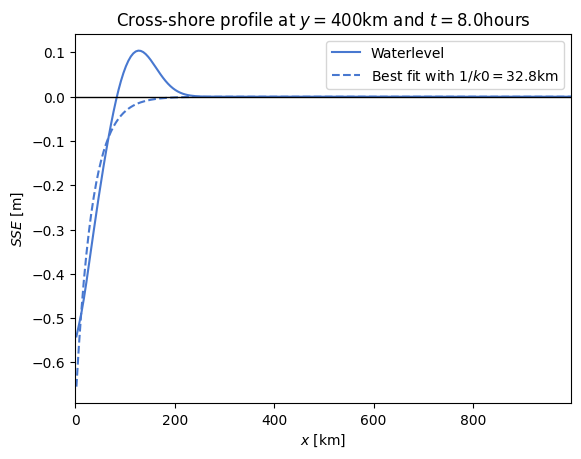 Cross-shore profile at y = 400km and t = 8.0hours
Waterlevel
Best fit with 1/k0 = 32.8km
0.1
0.0
−0.1
−0.2
−0.3
−0.4
−0.5
−0.6
SSE [m]
0 200 400 600 800
x [km]